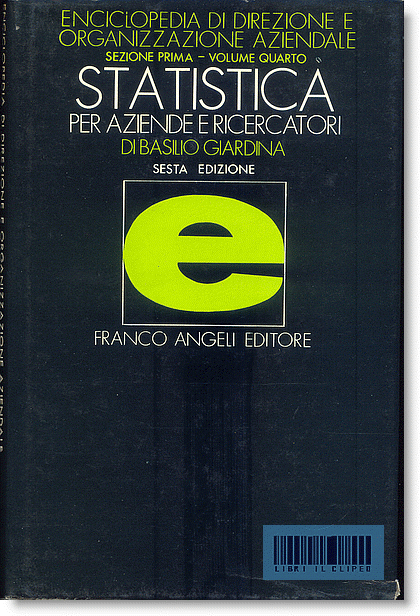 ENCICLOPEDIA DI DIREZIONE E
ORGANIZZAZIONE AZIENDALE
SEZIONE PRIMA – VOLUME QUARTO
STATISTICA
PER AZIENDE E RICERCATORI
DI BASILIO GIARDINA
SESTA EDIZIONE
e
FRANCO ANGELI EDITORE
LIBRI IL CLIPEO
ENCICLOPEDIA DI DIREZIONE E ORGANIZZAZIONE AZIENDALE